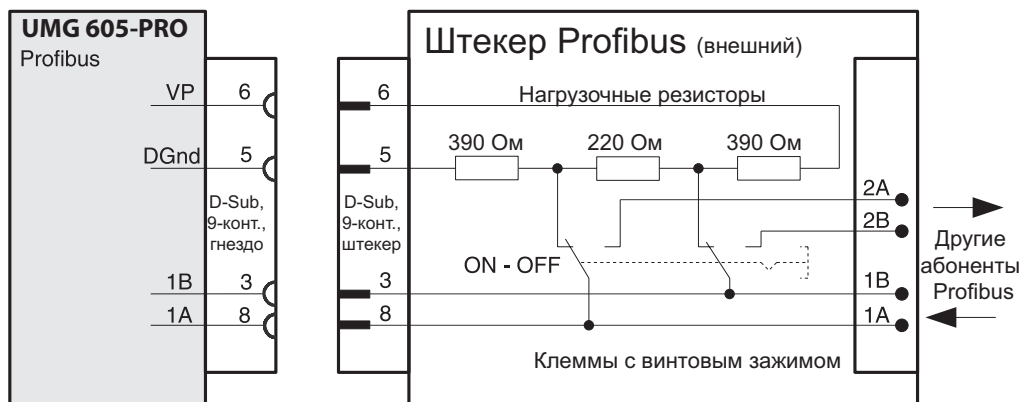 UMG 605-PRO
Profibus
VP 6
DGnd 5
1B 3
1A 8
D-Sub,
9-конт.,
гнездо
6
5
3
8
D-Sub,
9-конт.,
штекер
Штекер Profibus (внешний)
Нагрузочные резисторы
390 Ом 220 Ом 390 Ом
ON - OFF
2A
2B
1B
1A
Клеммы с винтовым зажимом
Другие
абоненты
Profibus